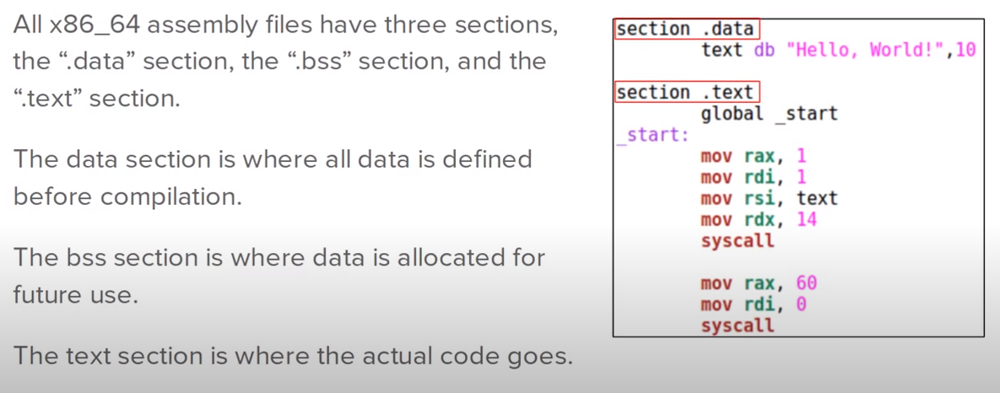 All x86_64 assembly files have three sections,
the “.data” section, the “.bss” section, and the
“.text” section.
The data section is where all data is defined
before compilation.
The bss section is where data is allocated for
future use.
The text section is where the actual code goes.
section .data
text db "Hello, World!",10
section .text
global _start
_start:
mov rax, 1
mov rdi, 1
mov rsi, text
mov rdx, 14
syscall
mov rax, 60
mov rdi, 0
syscall